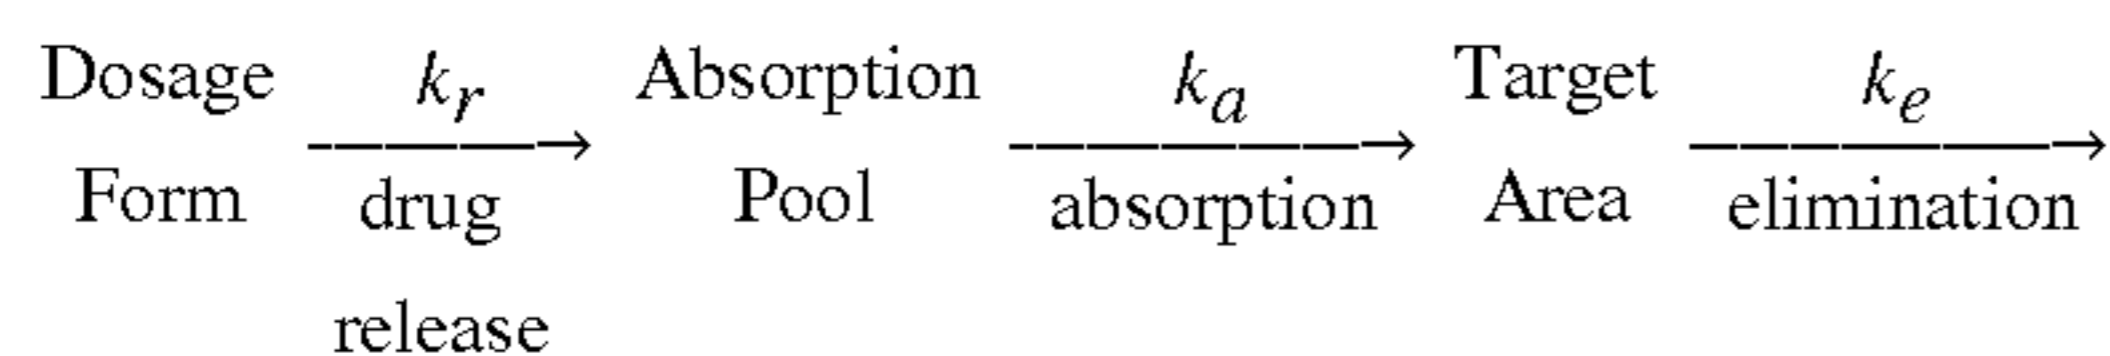 Dosage k_r Absorption k_a Target k_e
Form drug Pool absorption Area elimination
release